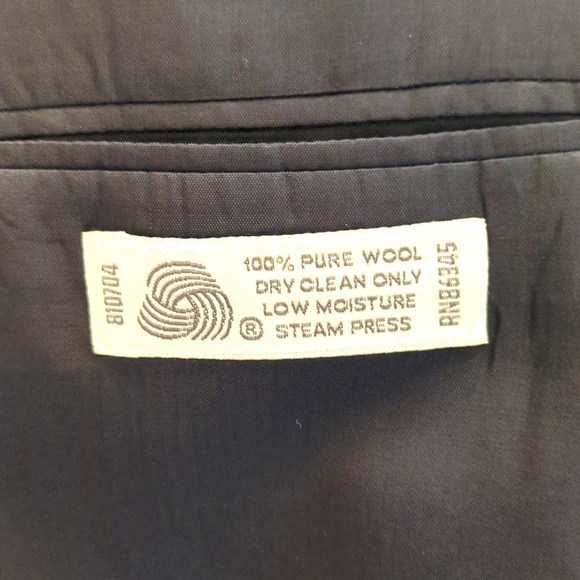 810704
100% PURE WOOL
DRY CLEAN ONLY
LOW MOISTURE
® STEAM PRESS
RN86345